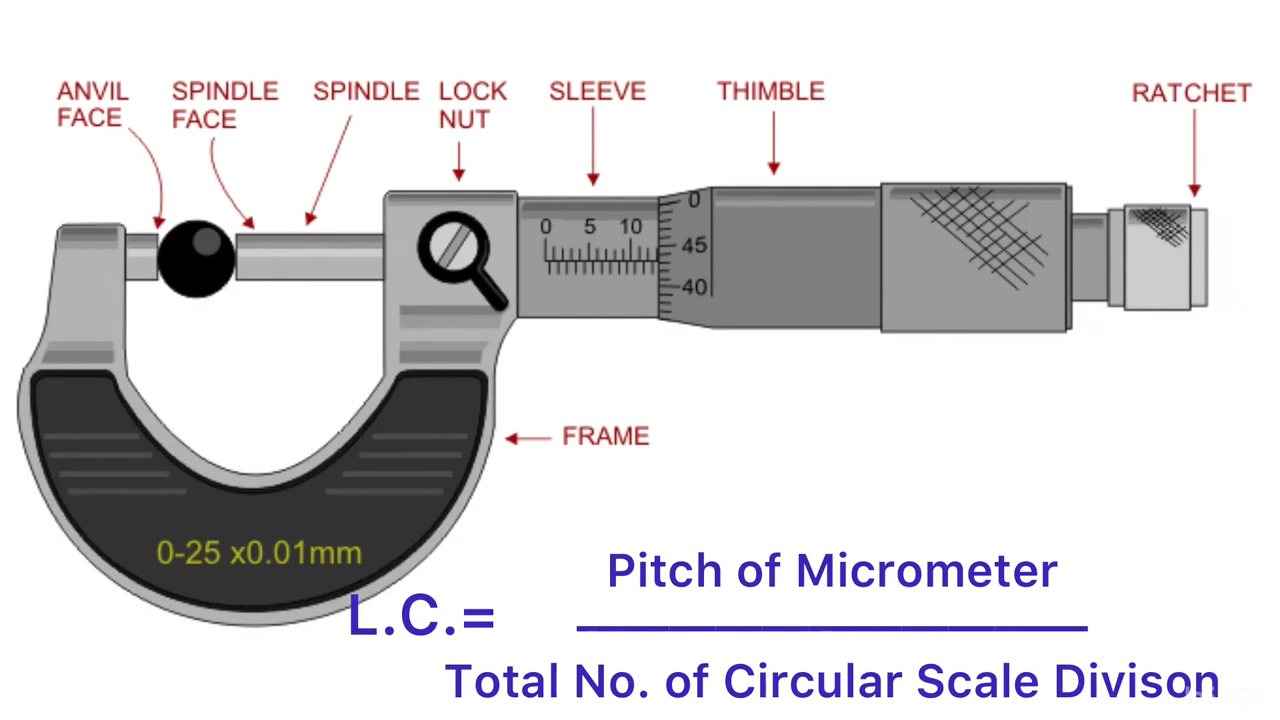 ANVIL FACE
SPINDLE FACE
SPINDLE
LOCK NUT
SLEEVE
THIMBLE
RATCHET
0 5 10
0
45
40
FRAME
0-25 x0.01mm
Pitch of Micrometer
L.C.=
Total No. of Circular Scale Divison